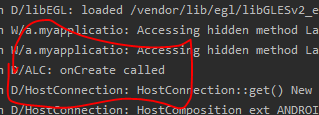 D/libEGL: loaded /vendor/lib/egl/libGLESv2_e
W/a.myapplicatio: Accessing hidden method La
W/a.myapplicatio: Accessing hidden method La
D/ALC: onCreate called
D/HostConnection: HostConnection::get() New
D/HostConnection: HostComposition ext ANDROI